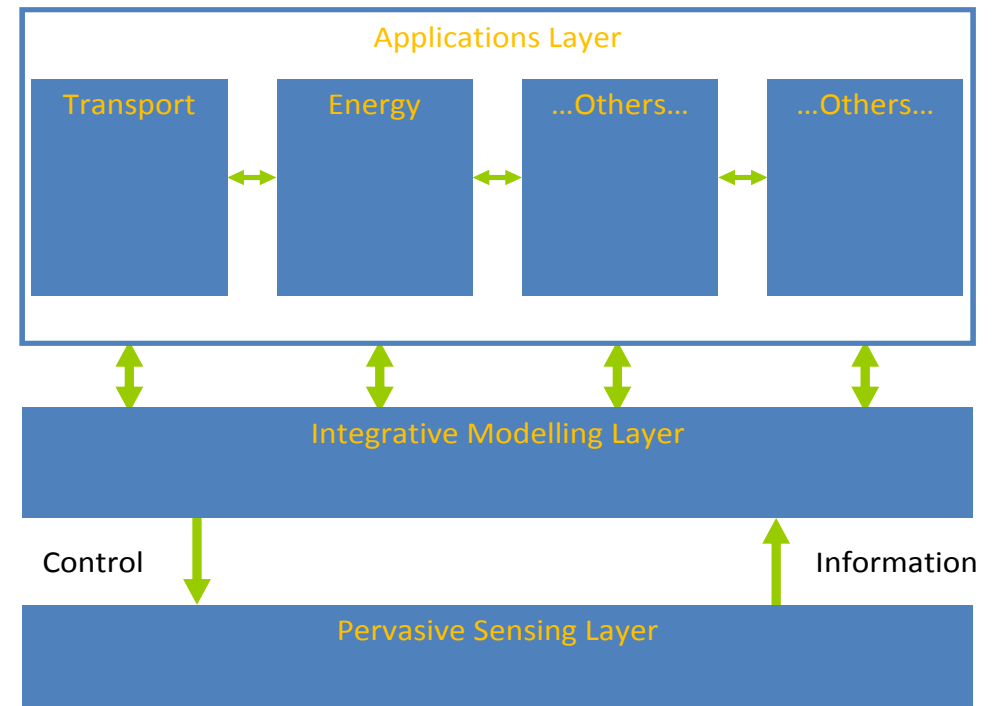 Applications Layer
Transport
Energy
...Others...
...Others...
Integrative Modelling Layer
Control
Information
Pervasive Sensing Layer